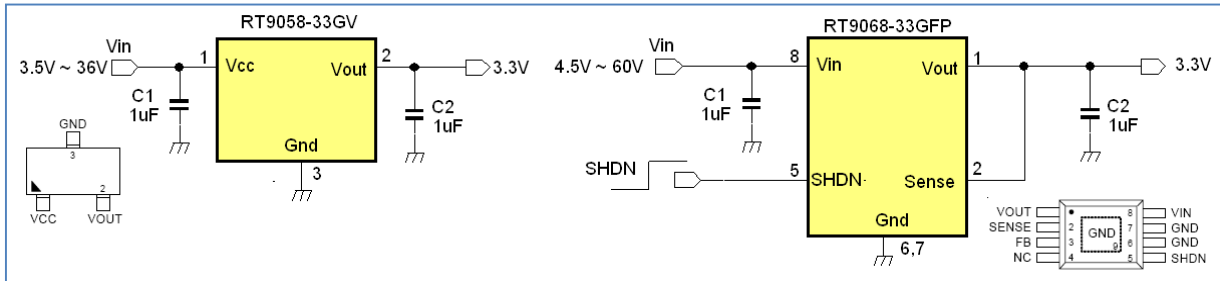 RT9058-33GV
Vin
3.5V ~ 36V
1
Vcc
Vout
2
3.3V
C1
1uF
C2
1uF
Gnd
3
GND
3
2
VCC
VOUT
RT9068-33GFP
Vin
4.5V ~ 60V
8
Vin
Vout
1
3.3V
C1
1uF
C2
1uF
SHDN
5
SHDN
Sense
2
Gnd
6,7
VOUT
SENSE
2
FB
3
NC
4
GND
9
8
VIN
7
GND
6
GND
5
SHDN